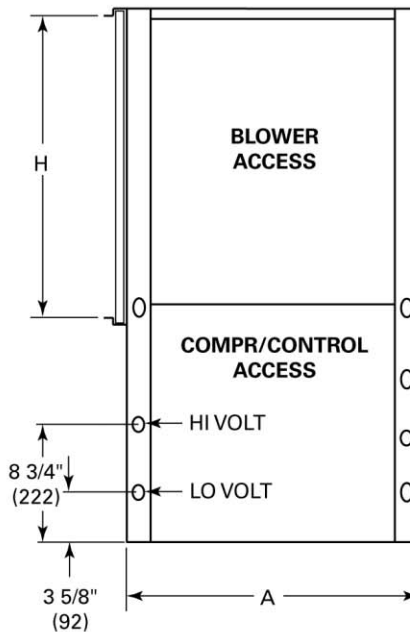 BLOWER
ACCESS
H
COMPR/CONTROL
ACCESS
HI VOLT
8 3/4"
(222)
LO VOLT
3 5/8"
(92)
A